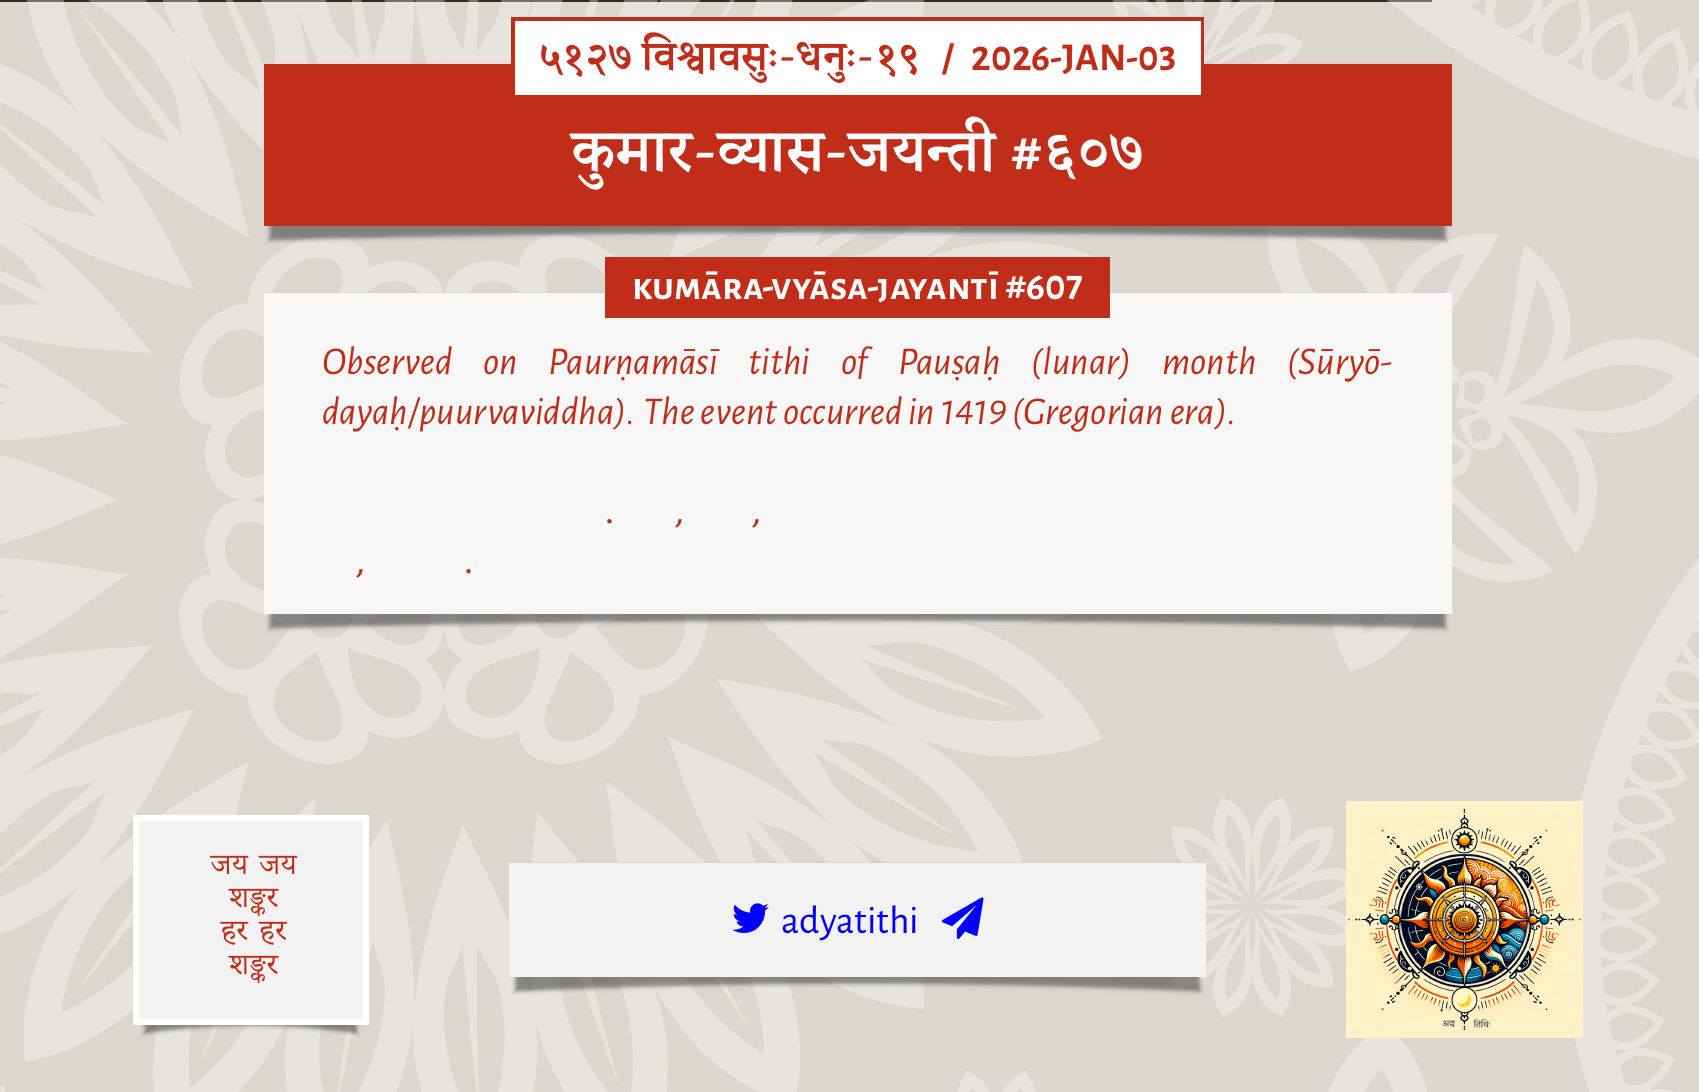 ५१२७ विश्वावसुः-धनुः-१९ / 2026-JAN-03
कुमार-व्यास-जयन्ती #६०७
KUMĀRA-VYĀSA-JAYANTĪ #607
Observed on Paurṇamāsī tithi of Pauṣaḥ (lunar) month (Sūryō-
dayaḥ/puurvaviddha). The event occurred in 1419 (Gregorian era).
. , ,
, .
जय जय
शङ्कर
हर हर
शङ्कर
adyatithi
अद्य तिथिः